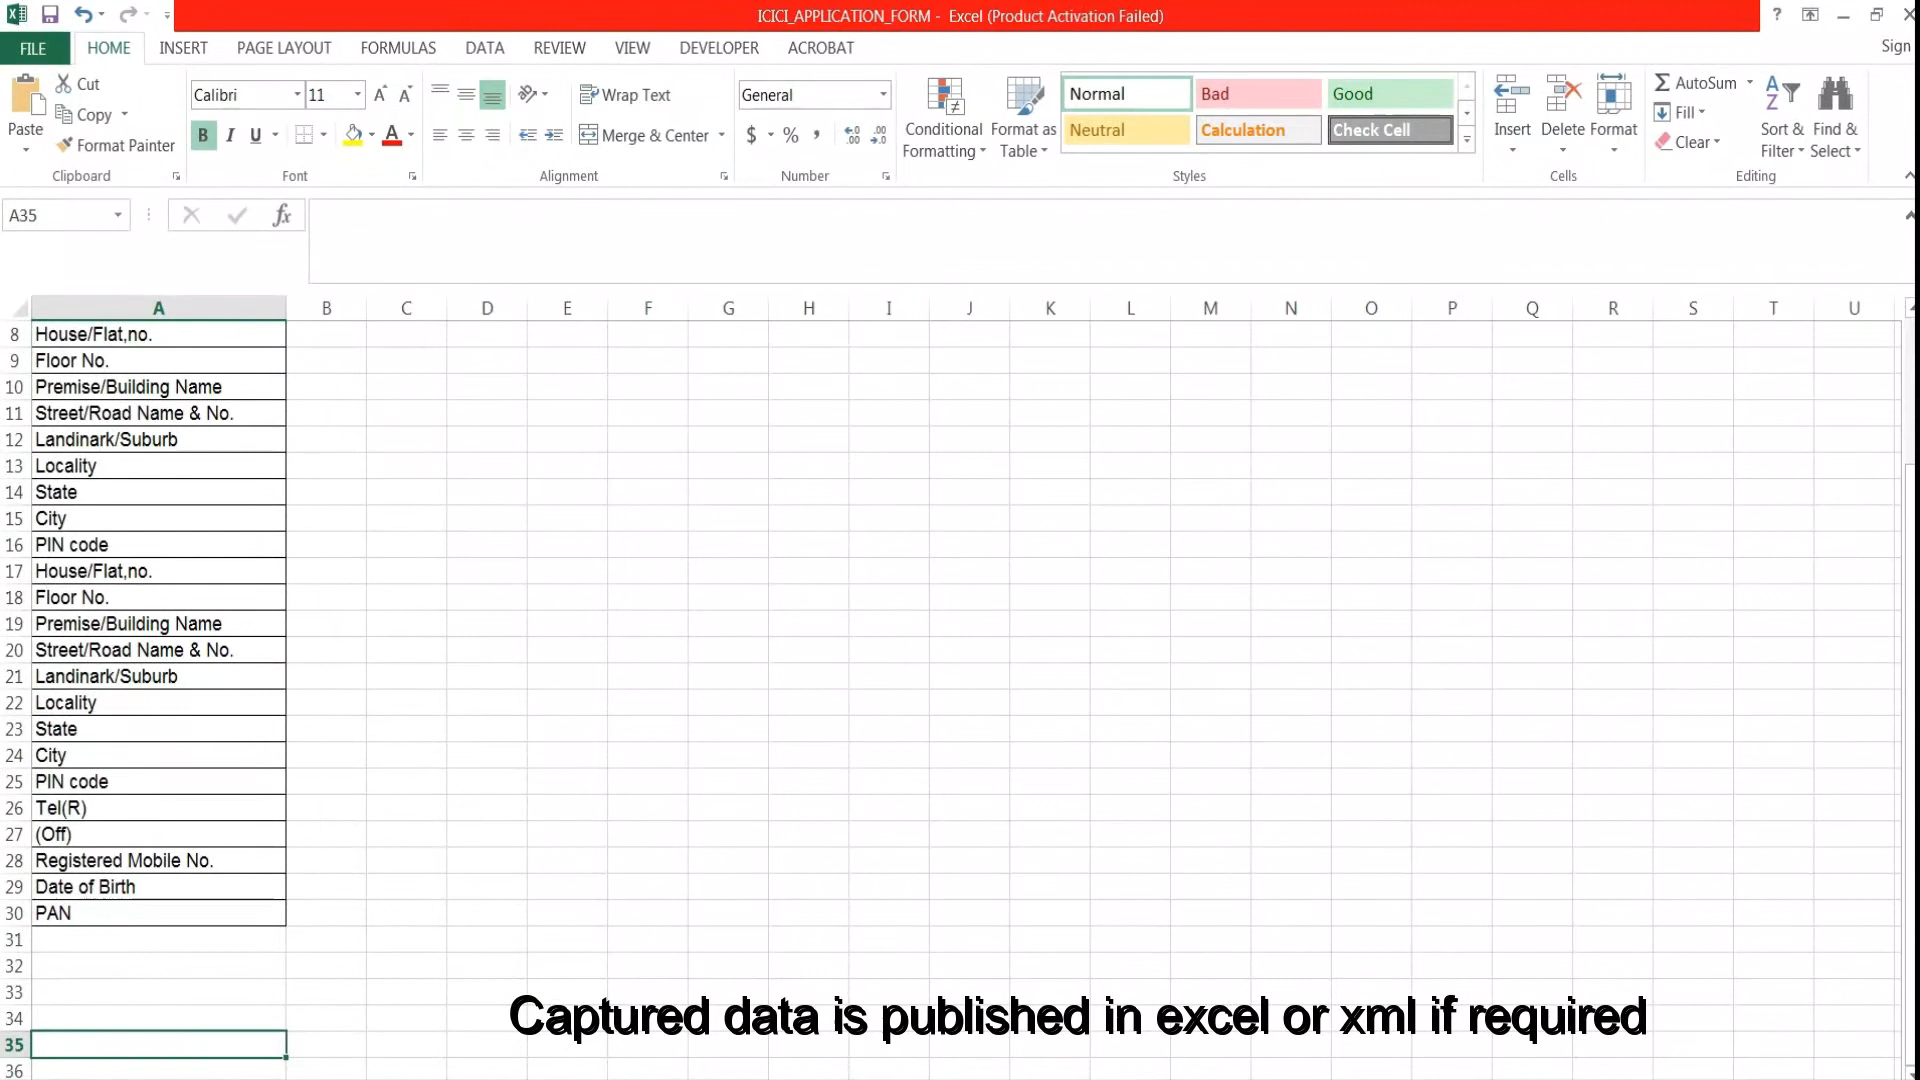 ICICI_APPLICATION_FORM - Excel (Product Activation Failed)
?
FILE HOME INSERT PAGE LAYOUT FORMULAS DATA REVIEW VIEW DEVELOPER ACROBAT Sign
Paste
Cut
Copy
Format Painter
Clipboard
Calibri 11 A A
B I U A
Font
Wrap Text
Merge & Center
Alignment
General
$ % , .00 .00
Number
Conditional Formatting
Format as Table
Normal Bad Good
Neutral Calculation Check Cell
Styles
Insert Delete Format
Cells
AutoSum
Fill
Clear
Sort & Filter
Find & Select
Editing
A35 fx
A B C D E F G H I J K L M N O P Q R S T U
8 House/Flat,no.
9 Floor No.
10 Premise/Building Name
11 Street/Road Name & No.
12 Landinark/Suburb
13 Locality
14 State
15 City
16 PIN code
17 House/Flat,no.
18 Floor No.
19 Premise/Building Name
20 Street/Road Name & No.
21 Landinark/Suburb
22 Locality
23 State
24 City
25 PIN code
26 Tel(R)
27 (Off)
28 Registered Mobile No.
29 Date of Birth
30 PAN
31
32
33
34
35
36
Captured data is published in excel or xml if required